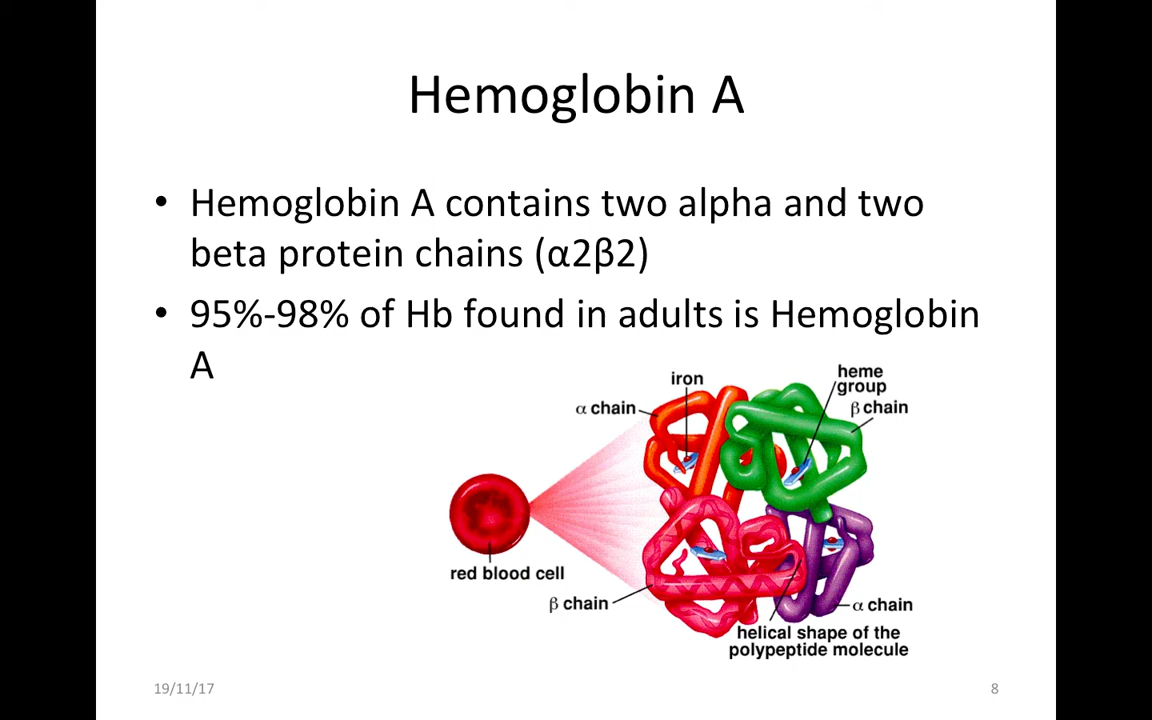 Hemoglobin A
• Hemoglobin A contains two alpha and two
beta protein chains (α2β2)
• 95%-98% of Hb found in adults is Hemoglobin
A
iron
heme
group
α chain
β chain
red blood cell
β chain
α chain
helical shape of the
polypeptide molecule
19/11/17
8